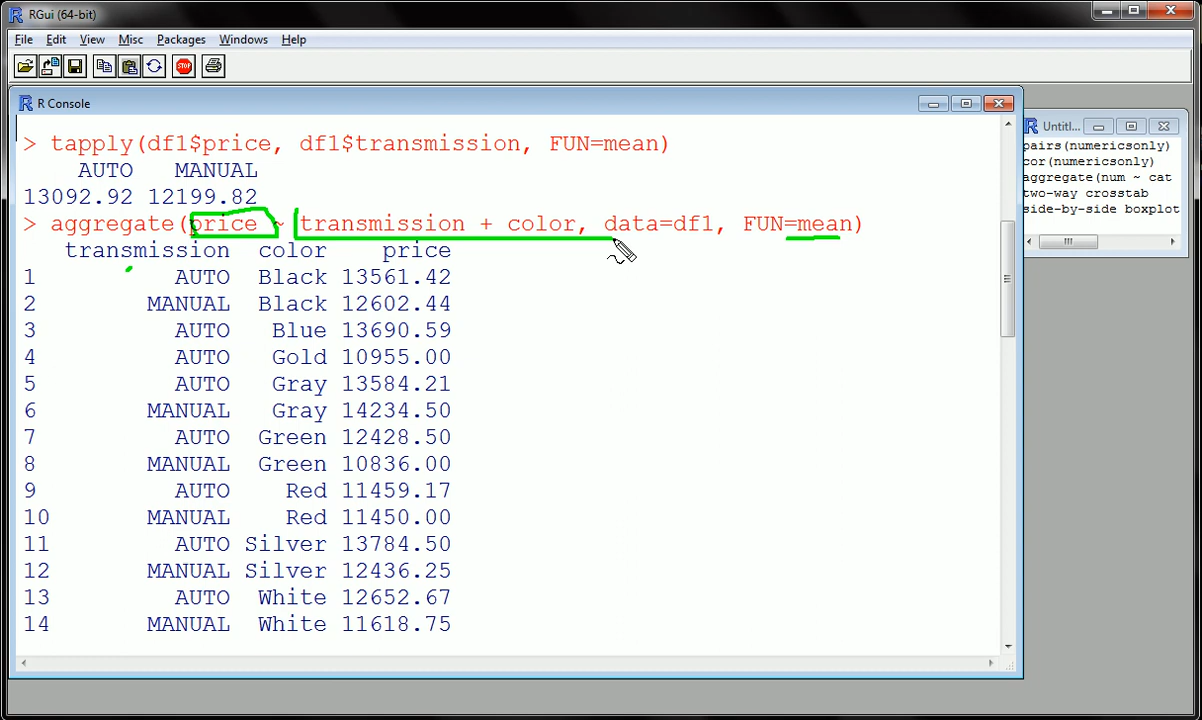 RGui (64-bit)
File Edit View Misc Packages Windows Help
STOP
R Console
> tapply(df1$price, df1$transmission, FUN=mean)
AUTO MANUAL
13092.92 12199.82
> aggregate(price ~ transmission + color, data=df1, FUN=mean)
transmission color price
1 AUTO Black 13561.42
2 MANUAL Black 12602.44
3 AUTO Blue 13690.59
4 AUTO Gold 10955.00
5 AUTO Gray 13584.21
6 MANUAL Gray 14234.50
7 AUTO Green 12428.50
8 MANUAL Green 10836.00
9 AUTO Red 11459.17
10 MANUAL Red 11450.00
11 AUTO Silver 13784.50
12 MANUAL Silver 12436.25
13 AUTO White 12652.67
14 MANUAL White 11618.75
Untitl...
pairs(numericsonly)
cor(numericsonly)
aggregate(num ~ cat
two-way crosstab
side-by-side boxplot